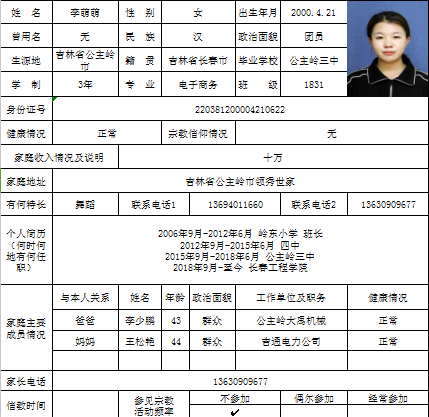 姓 名 李萌萌 性 别 女 出生年月 2000.4.21
曾用名 无 民 族 汉 政治面貌 团员
生源地 吉林省公主岭市 籍 贯 吉林省长春市 毕业学校 公主岭三中
学 制 3年 专 业 电子商务 班 级 1831
身份证号 220381200004210622
健康情况 正常 宗教信仰情况 无
家庭收入情况及说明 十万
家庭地址 吉林省公主岭市领秀世家
有何特长 舞蹈 联系电话1 13694011660 联系电话2 13630909677
个人简历(何时何地有何任职)
2006年9月-2012年6月 岭东小学 班长
2012年9月-2015年6月 四中
2015年9月-2018年6月 公主岭三中
2018年9月-至今 长春工程学院
家庭主要成员情况
与本人关系 姓名 年龄 政治面貌 工作单位及职务 健康情况
爸爸 李少鹏 43 群众 公主岭大禹机械 正常
妈妈 王松艳 44 群众 吉通电力公司 正常
家长电话 13630909677
信教时间 参见宗教活动频率 不参加 偶尔参加 经常参加
✓